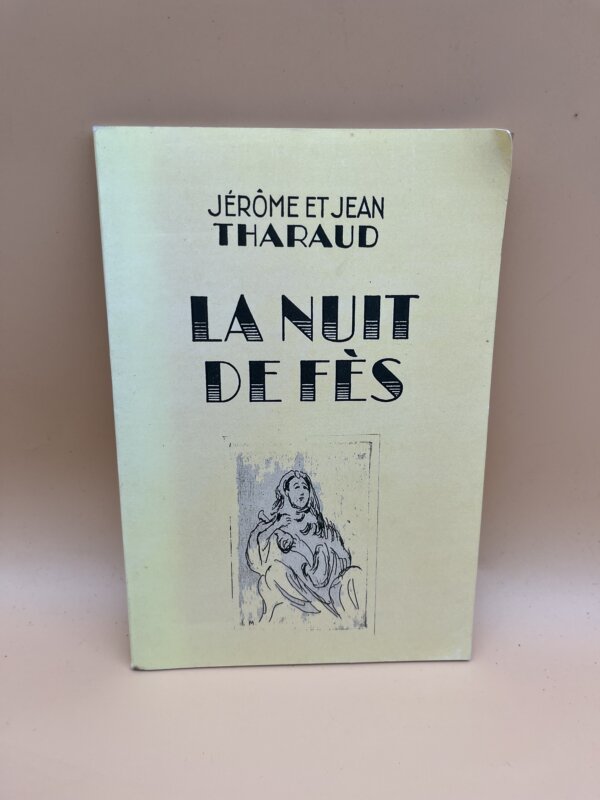 JÉRÔME ET JEAN
THARAUD
LA NUIT
DE FÈS